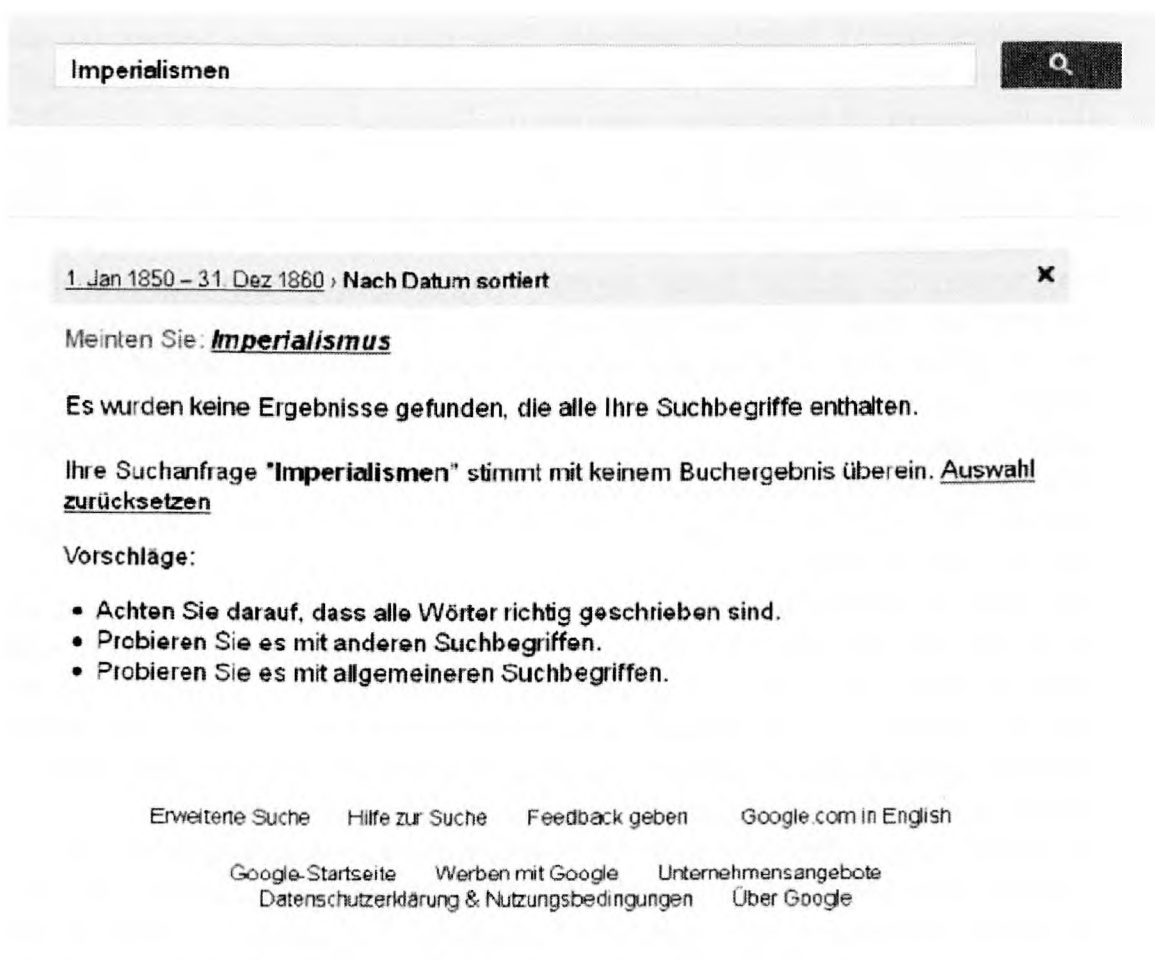 Imperialismen
1. Jan 1850 – 31. Dez 1860 › Nach Datum sortiert ×
Meinten Sie: Imperialismus
Es wurden keine Ergebnisse gefunden, die alle Ihre Suchbegriffe enthalten.
Ihre Suchanfrage "Imperialismen" stimmt mit keinem Buchergebnis überein. Auswahl
zurücksetzen
Vorschläge:
• Achten Sie darauf, dass alle Wörter richtig geschrieben sind.
• Probieren Sie es mit anderen Suchbegriffen.
• Probieren Sie es mit allgemeineren Suchbegriffen.
Erweiterte Suche Hilfe zur Suche Feedback geben Google.com in English
Google-Startseite Werben mit Google Unternehmensangebote
Datenschutzerklärung & Nutzungsbedingungen Über Google